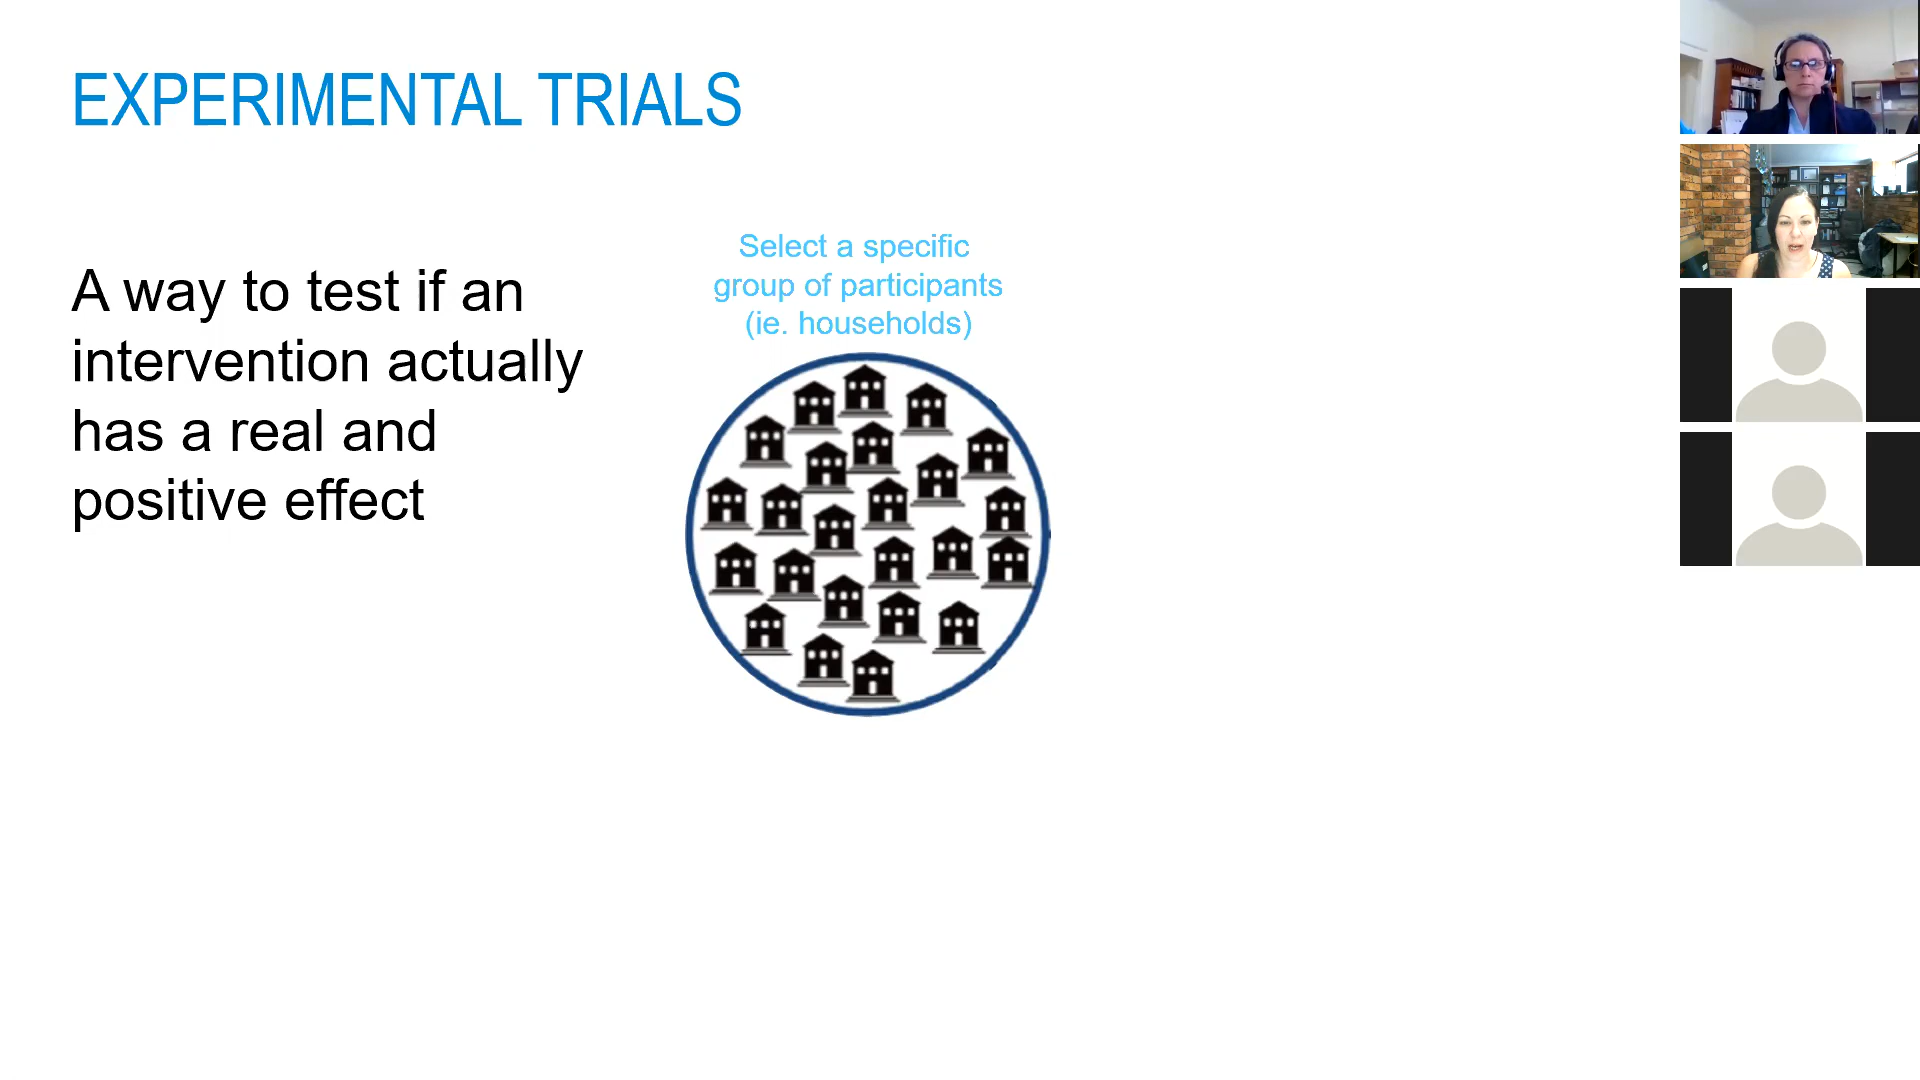 EXPERIMENTAL TRIALS
A way to test if an
intervention actually
has a real and
positive effect
Select a specific
group of participants
(ie. households)